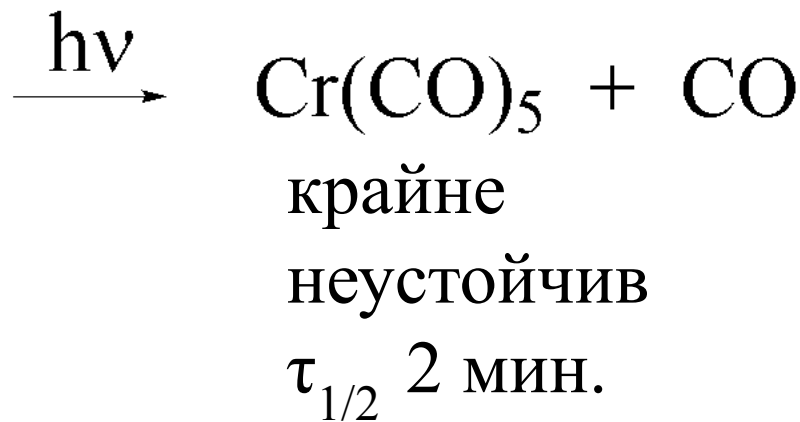 hν
→ Cr(CO)₅ + CO
крайне
неустойчив
τ₁/₂ 2 мин.